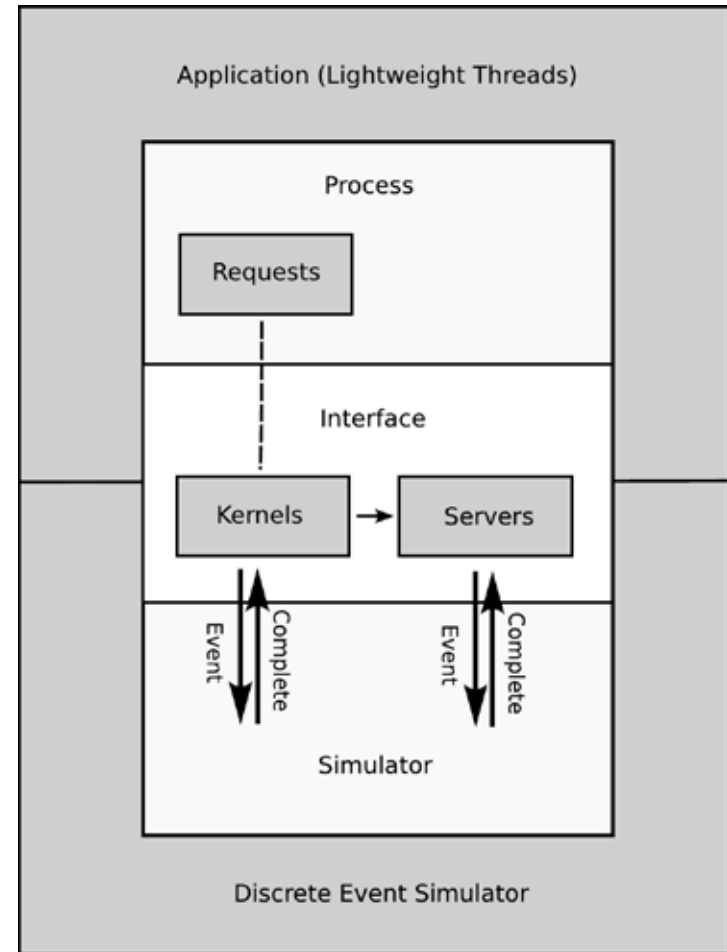 Application (Lightweight Threads)
Process
Requests
Interface
Kernels
Servers
Event
Complete
Event
Complete
Simulator
Discrete Event Simulator